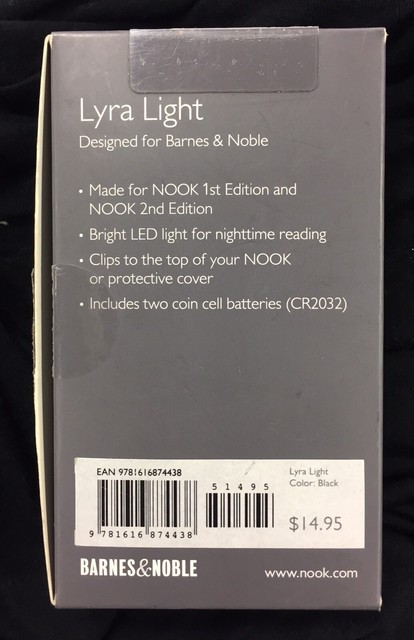 Lyra Light
Designed for Barnes & Noble
• Made for NOOK 1st Edition and
NOOK 2nd Edition
• Bright LED light for nighttime reading
• Clips to the top of your NOOK
or protective cover
• Includes two coin cell batteries (CR2032)
EAN 9781616874438
51495
9 781616 874438
Lyra Light
Color: Black
$14.95
BARNES&NOBLE
www.nook.com